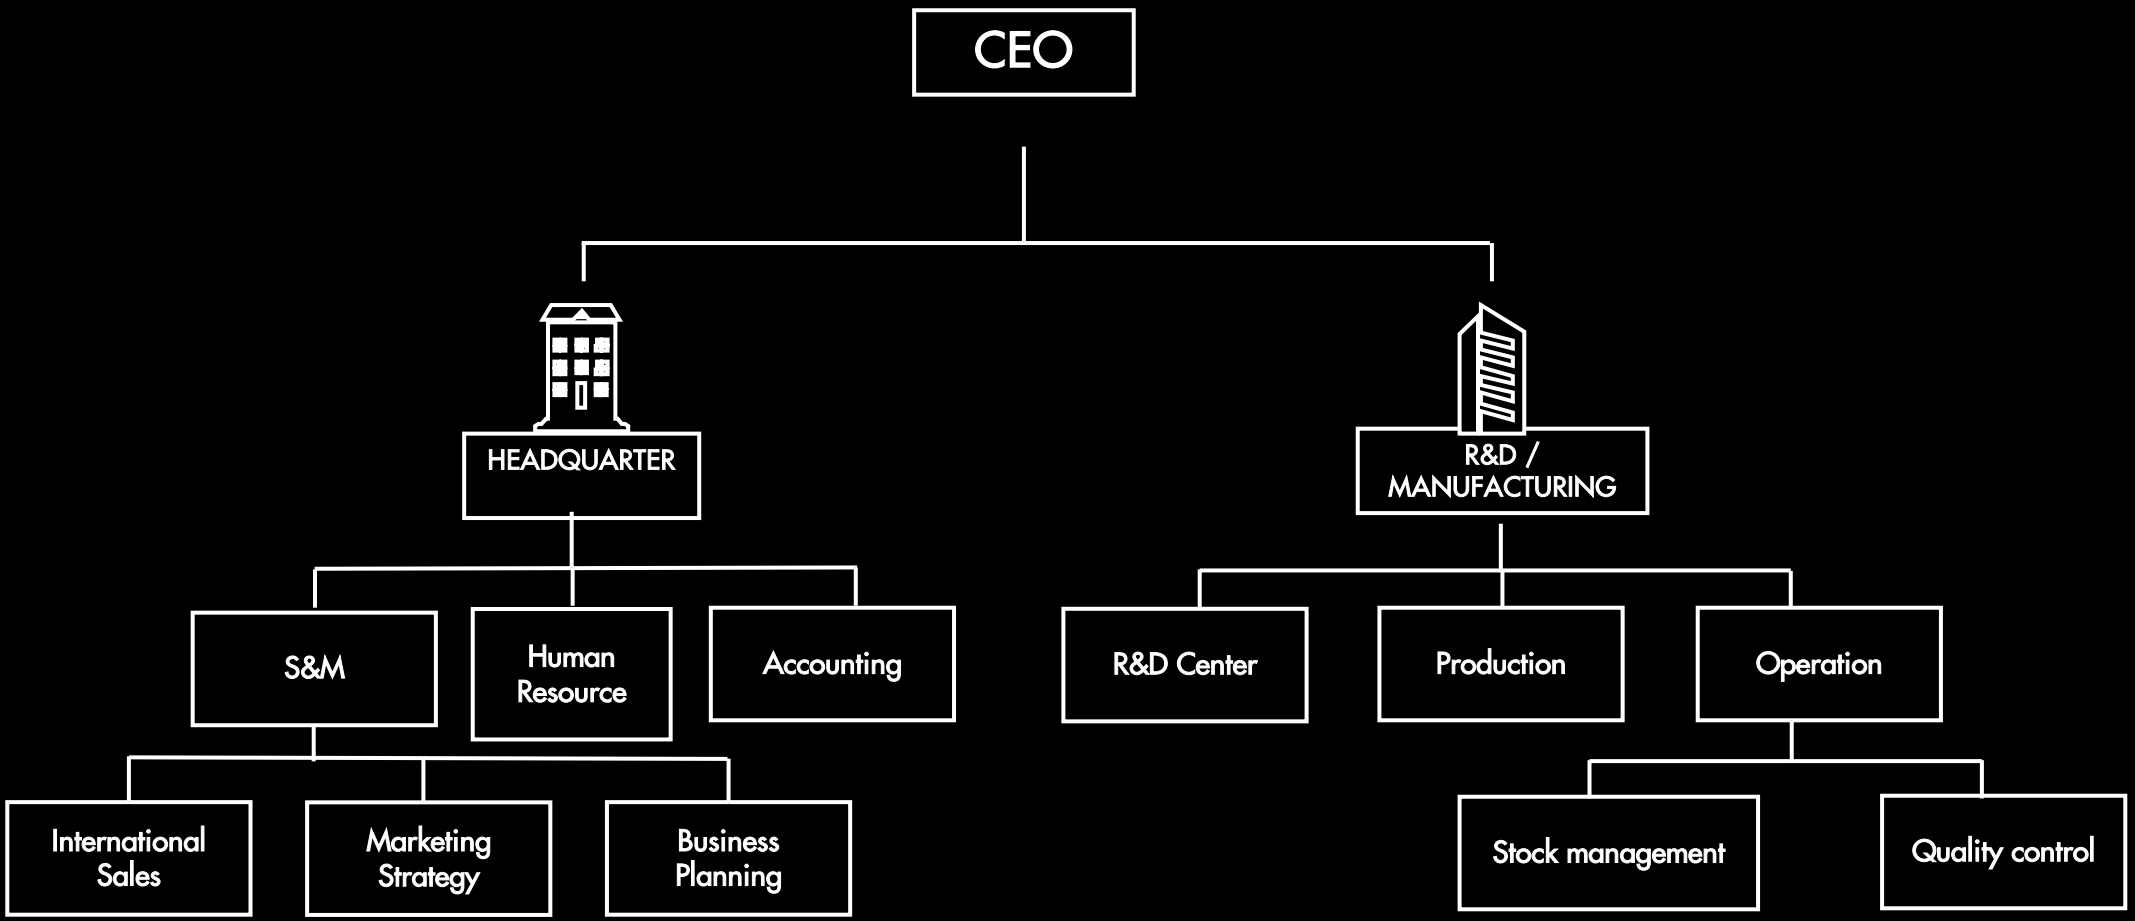 CEO
HEADQUARTER
R&D /
MANUFACTURING
S&M
Human
Resource
Accounting
R&D Center
Production
Operation
International
Sales
Marketing
Strategy
Business
Planning
Stock management
Quality control